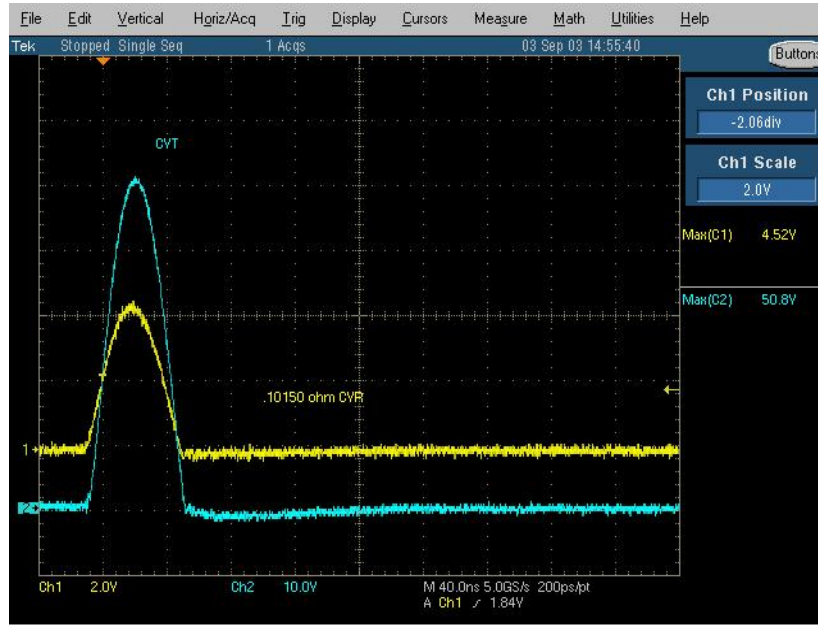 File Edit Vertical Horiz/Acq Trig Display Cursors Measure Math Utilities Help
Tek Stopped Single Seq 1 Acqs 03 Sep 03 14:55:40
Buttons
Ch1 Position
-2.06div
CVT
Ch1 Scale
2.0V
Max(C1) 4.52V
Max(C2) 50.8V
.10150 ohm CVR
1
2
Ch1 2.0V Ch2 10.0V M 40.0ns 5.0GS/s 200ps/pt
A Ch1 / 1.84V